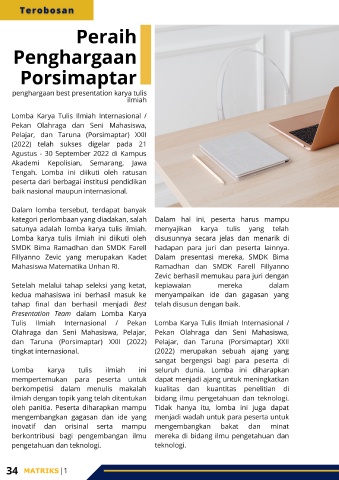 Terobosan
Peraih
Penghargaan
Porsimaptar
penghargaan best presentation karya tulis
ilmiah
Lomba Karya Tulis Ilmiah Internasional /
Pekan Olahraga dan Seni Mahasiswa,
Pelajar, dan Taruna (Porsimaptar) XXII
(2022) telah sukses digelar pada 21
Agustus - 30 September 2022 di Kampus
Akademi Kepolisian, Semarang, Jawa
Tengah. Lomba ini diikuti oleh ratusan
peserta dari berbagai institusi pendidikan
baik nasional maupun internasional.
Dalam lomba tersebut, terdapat banyak
kategori perlombaan yang diadakan, salah
satunya adalah lomba karya tulis ilmiah.
Lomba karya tulis ilmiah ini diikuti oleh
SMDK Bima Ramadhan dan SMDK Farell
Fillyanno Zevic yang merupakan Kadet
Mahasiswa Matematika Unhan RI.
Setelah melalui tahap seleksi yang ketat,
kedua mahasiswa ini berhasil masuk ke
tahap final dan berhasil menjadi Best
Presentation Team dalam Lomba Karya
Tulis Ilmiah Internasional / Pekan
Olahraga dan Seni Mahasiswa, Pelajar,
dan Taruna (Porsimaptar) XXII (2022)
tingkat internasional.
Lomba karya tulis ilmiah ini
mempertemukan para peserta untuk
berkompetisi dalam menulis makalah
ilmiah dengan topik yang telah ditentukan
oleh panitia. Peserta diharapkan mampu
mengembangkan gagasan dan ide yang
inovatif dan orisinal serta mampu
berkontribusi bagi pengembangan ilmu
pengetahuan dan teknologi.
Dalam hal ini, peserta harus mampu
menyajikan karya tulis yang telah
disusunnya secara jelas dan menarik di
hadapan para juri dan peserta lainnya.
Dalam presentasi mereka, SMDK Bima
Ramadhan dan SMDK Farell Fillyanno
Zevic berhasil memukau para juri dengan
kepiawaian mereka dalam
menyampaikan ide dan gagasan yang
telah disusun dengan baik.
Lomba Karya Tulis Ilmiah Internasional /
Pekan Olahraga dan Seni Mahasiswa,
Pelajar, dan Taruna (Porsimaptar) XXII
(2022) merupakan sebuah ajang yang
sangat bergengsi bagi para peserta di
seluruh dunia. Lomba ini diharapkan
dapat menjadi ajang untuk meningkatkan
kualitas dan kuantitas penelitian di
bidang ilmu pengetahuan dan teknologi.
Tidak hanya itu, lomba ini juga dapat
menjadi wadah untuk para peserta untuk
mengembangkan bakat dan minat
mereka di bidang ilmu pengetahuan dan
teknologi.
34 MATRIKS | 1